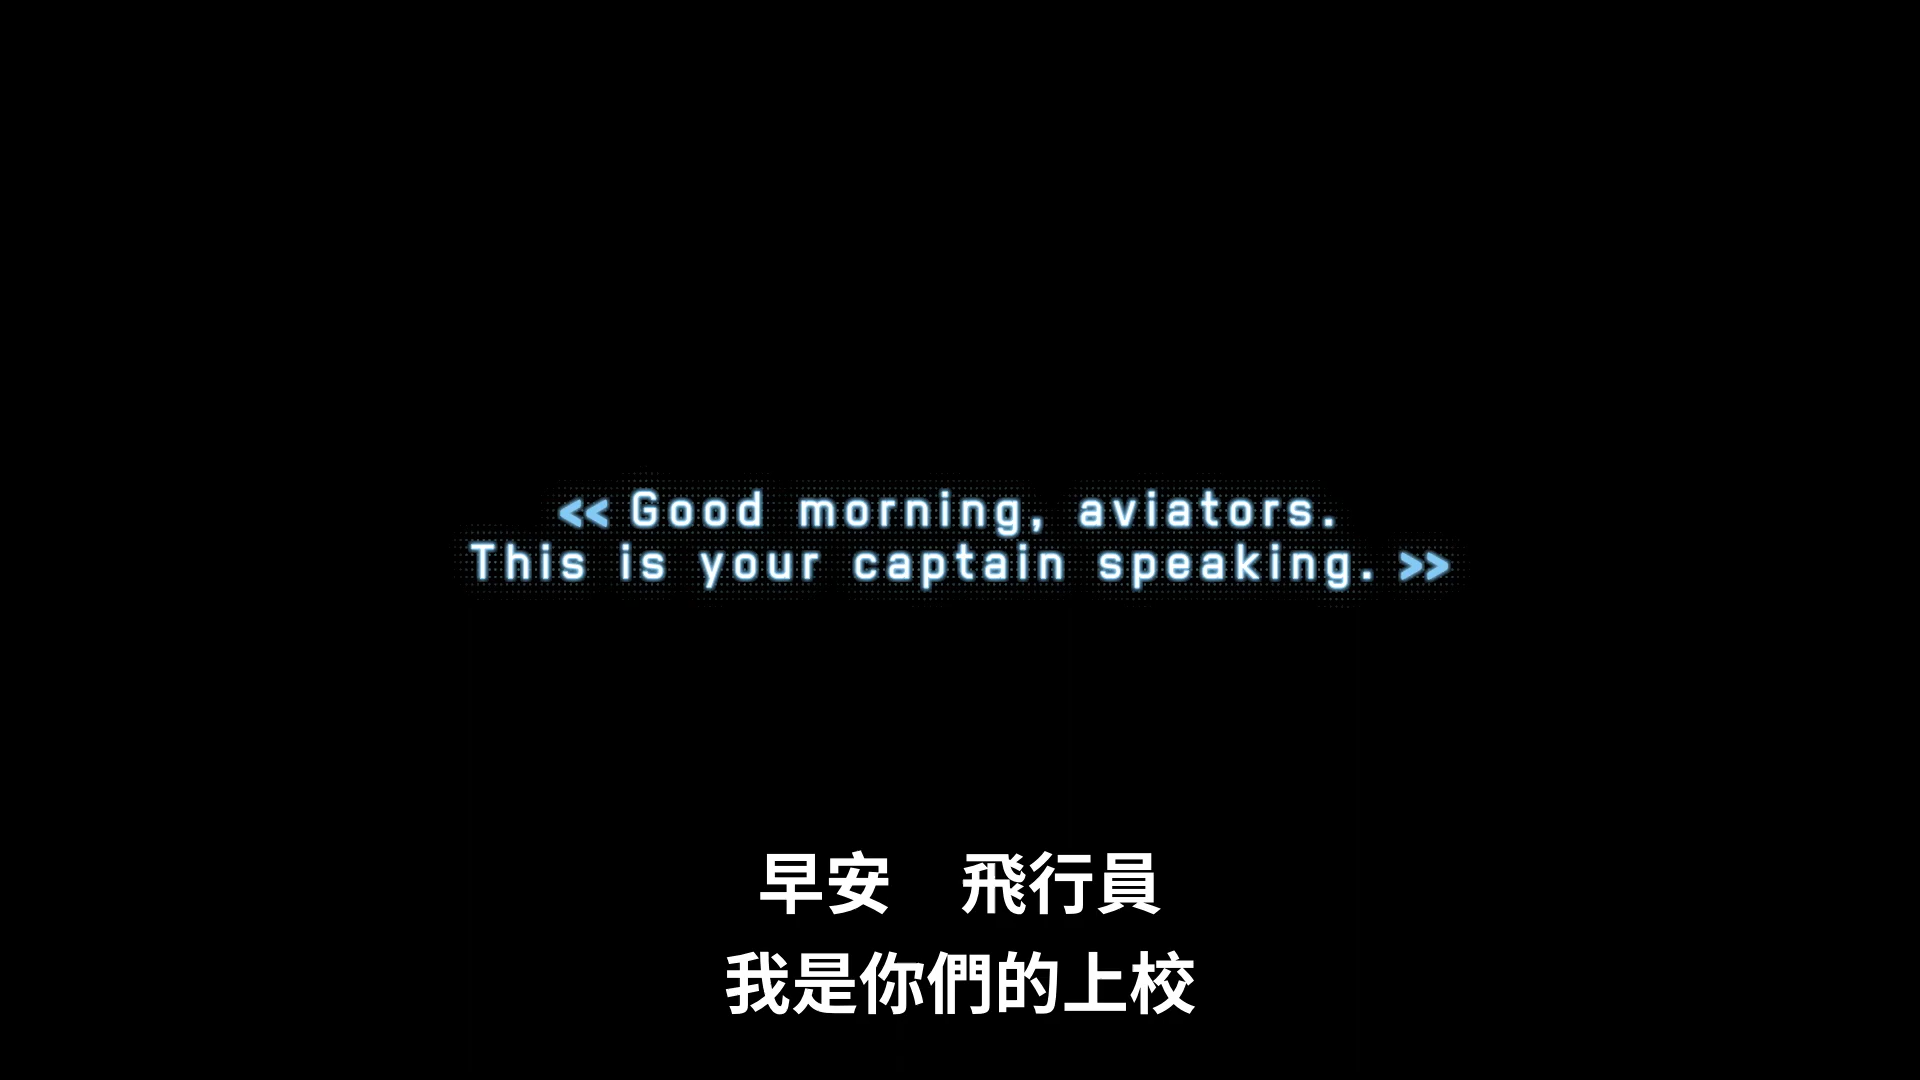 << Good morning, aviators.
This is your captain speaking. >>
早安　飛行員
我是你們的上校